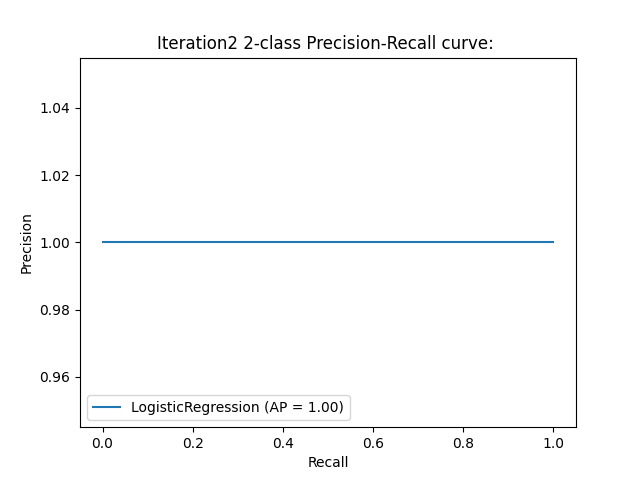 Iteration2 2-class Precision-Recall curve:
1.04
1.02
1.00
0.98
0.96
Precision
LogisticRegression (AP = 1.00)
0.0 0.2 0.4 0.6 0.8 1.0
Recall